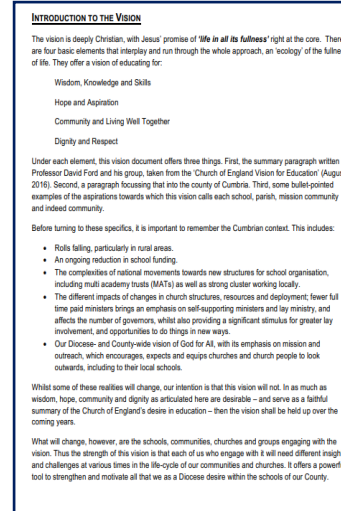 INTRODUCTION TO THE VISION
The vision is deeply Christian, with Jesus' promise of 'life in all its fullness' right at the core. There
are four basic elements that interplay and run through the whole approach, an 'ecology' of the fullne
of life. They offer a vision of educating for:
Wisdom, Knowledge and Skills
Hope and Aspiration
Community and Living Well Together
Dignity and Respect
Under each element, this vision document offers three things. First, the summary paragraph written
Professor David Ford and his group, taken from the 'Church of England Vision for Education' (Augu
2016). Second, a paragraph focussing that into the county of Cumbria. Third, some bullet-pointed
examples of the aspirations towards which this vision calls each school, parish, mission community
and indeed community.
Before turning to these specifics, it is important to remember the Cumbrian context. This includes:
• Rolls falling, particularly in rural areas.
• An ongoing reduction in school funding.
• The complexities of national movements towards new structures for school organisation,
including multi academy trusts (MATs) as well as strong cluster working locally.
• The different impacts of changes in church structures, resources and deployment; fewer full
time paid ministers brings an emphasis on self-supporting ministers and lay ministry, and
affects the number of governors, whilst also providing a significant stimulus for greater lay
involvement, and opportunities to do things in new ways.
• Our Diocese- and County-wide vision of God for All, with its emphasis on mission and
outreach, which encourages, expects and equips churches and church people to look
outwards, including to their local schools.
Whilst some of these realities will change, our intention is that this vision will not. In as much as
wisdom, hope, community and dignity as articulated here are desirable – and serve as a faithful
summary of the Church of England's desire in education – then the vision shall be held up over the
coming years.
What will change, however, are the schools, communities, churches and groups engaging with the
vision. Thus the strength of this vision is that each of us who engage with it will need different insigh
and challenges at various times in the life-cycle of our communities and churches. It offers a powerfu
tool to strengthen and motivate all that we as a Diocese desire within the schools of our County.